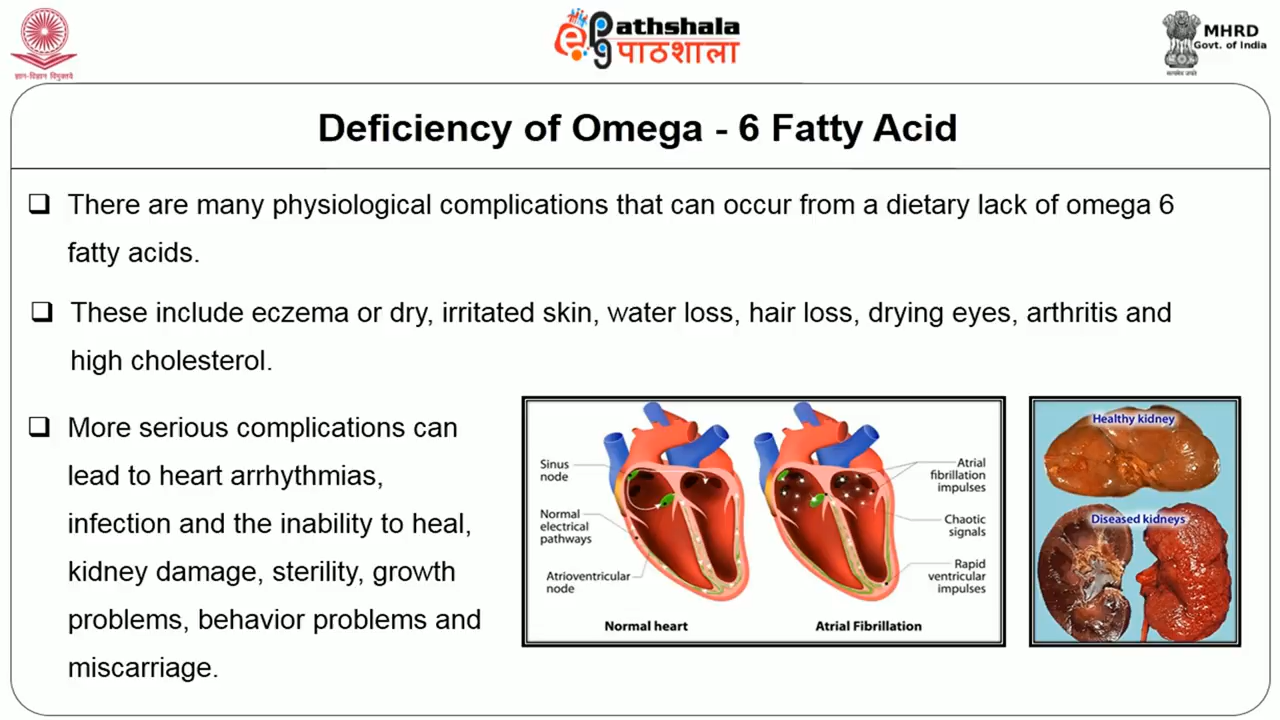 ज्ञान-विज्ञान विमुक्तये
ePathshala
पाठशाला
सत्यमेव जयते
MHRD
Govt. of India
Deficiency of Omega - 6 Fatty Acid
There are many physiological complications that can occur from a dietary lack of omega 6
fatty acids.
These include eczema or dry, irritated skin, water loss, hair loss, drying eyes, arthritis and
high cholesterol.
More serious complications can
lead to heart arrhythmias,
infection and the inability to heal,
kidney damage, sterility, growth
problems, behavior problems and
miscarriage.
Sinus
node
Normal
electrical
pathways
Atrioventricular
node
Normal heart
Atrial
fibrillation
impulses
Chaotic
signals
Rapid
ventricular
impulses
Atrial Fibrillation
Healthy kidney
Diseased kidneys